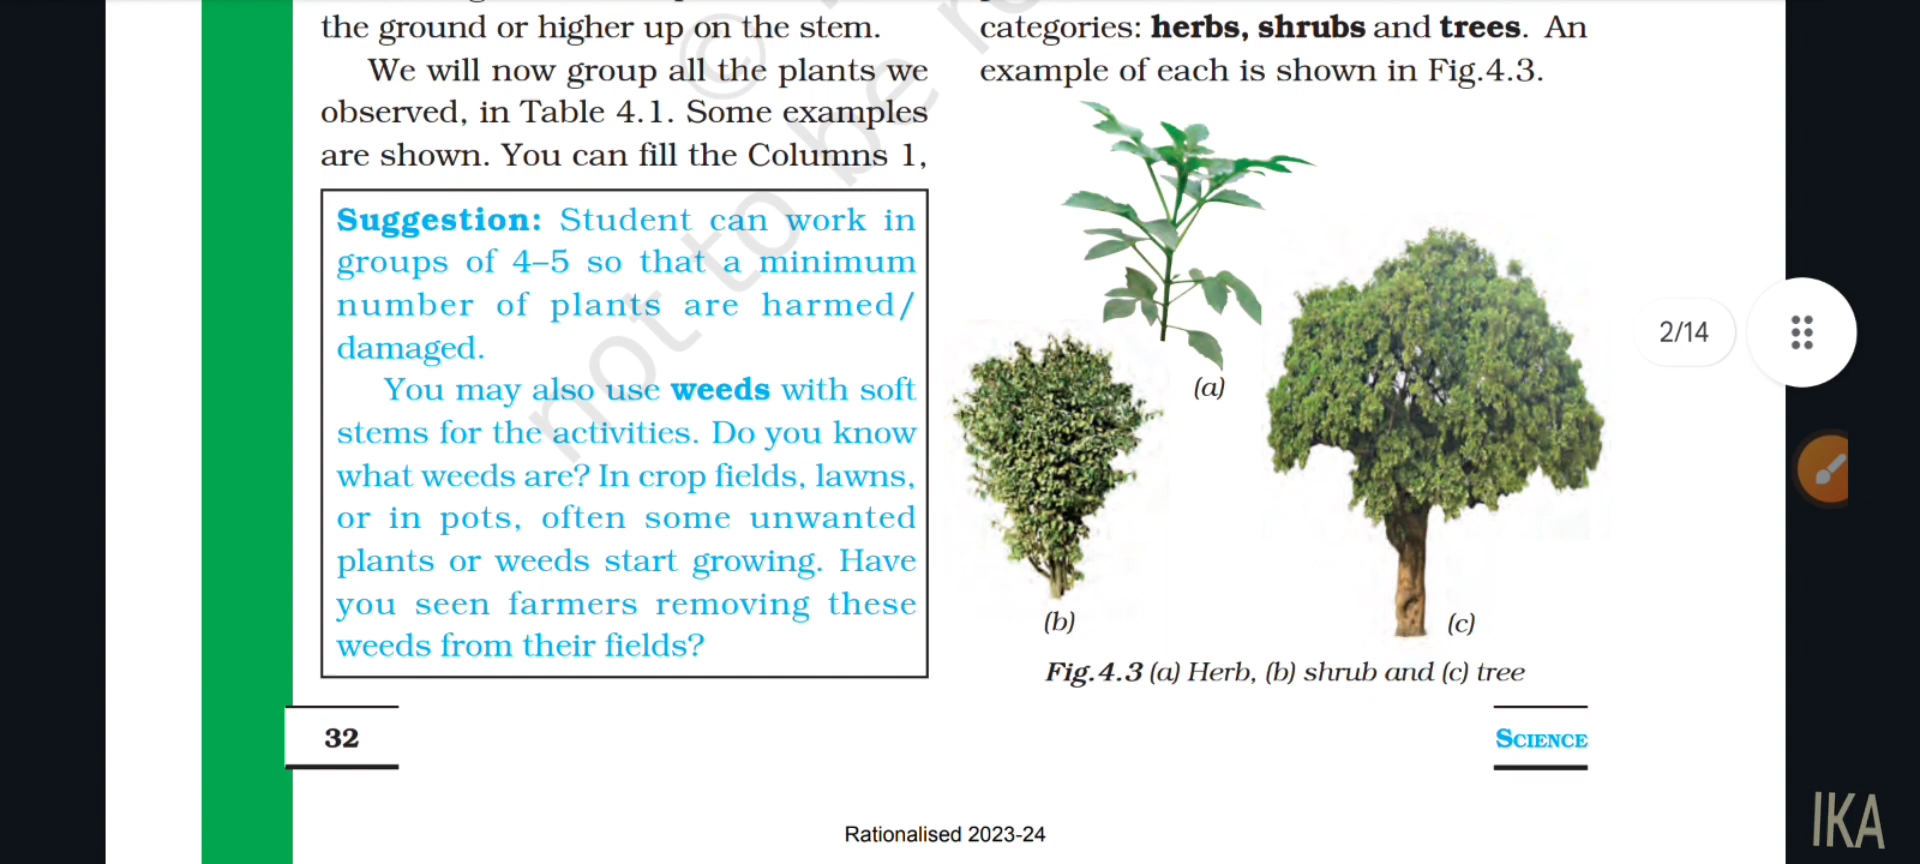 the ground or higher up on the stem.
We will now group all the plants we
observed, in Table 4.1. Some examples
are shown. You can fill the Columns 1,
Suggestion: Student can work in
groups of 4–5 so that a minimum
number of plants are harmed/
damaged.
You may also use weeds with soft
stems for the activities. Do you know
what weeds are? In crop fields, lawns,
or in pots, often some unwanted
plants or weeds start growing. Have
you seen farmers removing these
weeds from their fields?
32
categories: herbs, shrubs and trees. An
example of each is shown in Fig.4.3.
(a)
(b)
(c)
Fig.4.3 (a) Herb, (b) shrub and (c) tree
SCIENCE
Rationalised 2023-24
© not to be r
2/14
IKA